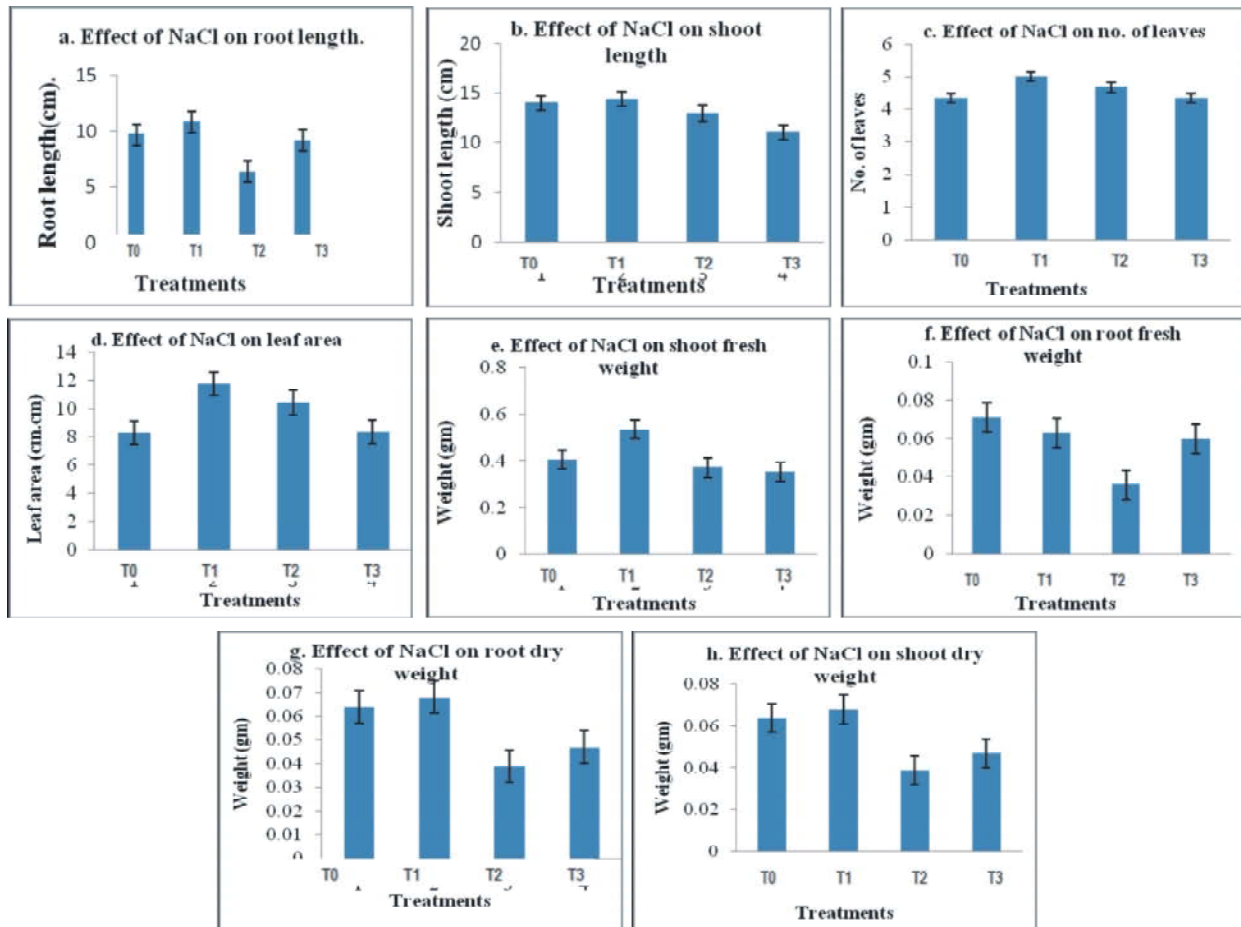 a. Effect of NaCl on root length.
Root length(cm).
15
10
5
0
T0 T1 T2 T3
Treatments
b. Effect of NaCl on shoot
length
Shoot length (cm)
20
15
10
5
0
T0 T1 T2 T3
Treatments
c. Effect of NaCl on no. of leaves
No. of leaves
6
5
4
3
2
1
0
T0 T1 T2 T3
Treatments
d. Effect of NaCl on leaf area
Leaf area (cm.cm)
14
12
10
8
6
4
2
0
T0 T1 T2 T3
Treatments
e. Effect of NaCl on shoot fresh
weight
Weight (gm)
0.8
0.6
0.4
0.2
0
T0 T1 T2 T3
Treatments
f. Effect of NaCl on root fresh
weight
Weight (gm)
0.1
0.08
0.06
0.04
0.02
0
T0 T1 T2 T3
Treatments
g. Effect of NaCl on root dry
weight
Weight (gm)
0.08
0.07
0.06
0.05
0.04
0.03
0.02
0.01
0
T0 T1 T2 T3
Treatments
h. Effect of NaCl on shoot dry
weight
Weight (gm)
0.08
0.06
0.04
0.02
0
T0 T1 T2 T3
Treatments